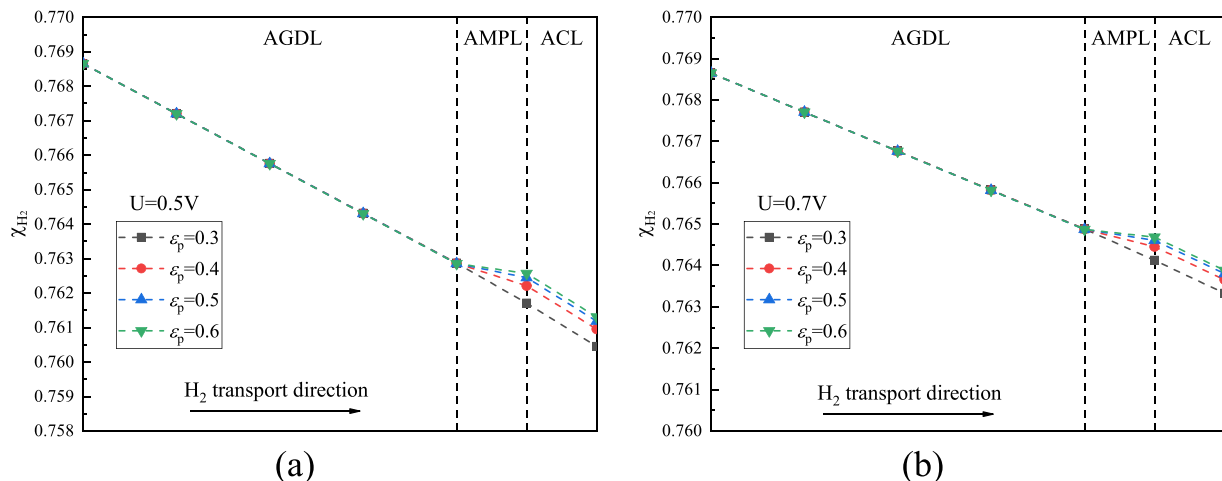 0.770
0.769
0.768
0.767
0.766
0.765
0.764
0.763
0.762
0.761
0.760
0.759
0.758
χH₂
AGDL
AMPL
ACL
U=0.5V
εₚ=0.3
εₚ=0.4
εₚ=0.5
εₚ=0.6
H₂ transport direction
(a)
0.770
0.769
0.768
0.767
0.766
0.765
0.764
0.763
0.762
0.761
0.760
χH₂
AGDL
AMPL
ACL
U=0.7V
εₚ=0.3
εₚ=0.4
εₚ=0.5
εₚ=0.6
H₂ transport direction
(b)